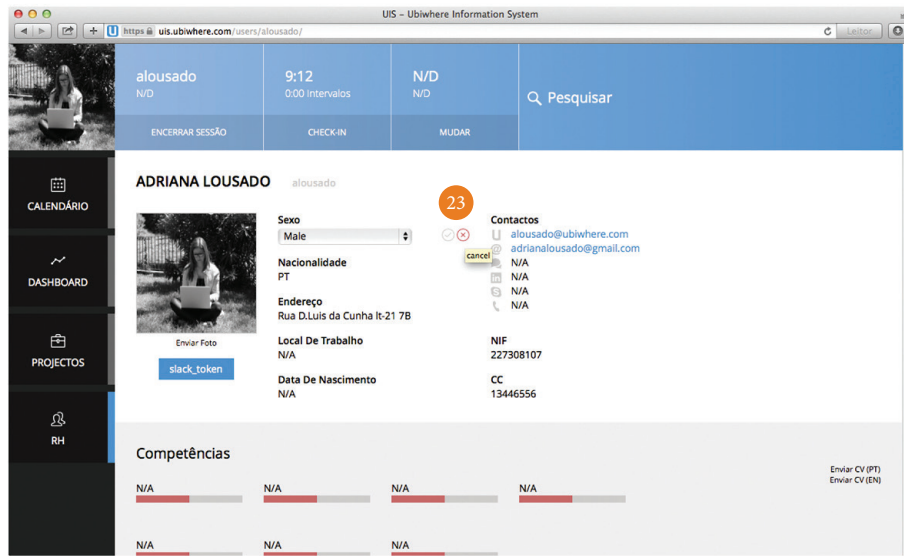 UIS – Ubiwhere Information System
https uis.ubiwhere.com/users/alousado/
Leitor
alousado
N/D
9:12
0:00 Intervalos
N/D
N/D
Pesquisar
ENCERRAR SESSÃO
CHECK-IN
MUDAR
CALENDÁRIO
DASHBOARD
PROJECTOS
RH
ADRIANA LOUSADO alousado
23
Enviar Foto
slack_token
Sexo
Male
cancel
Nacionalidade
PT
Endereço
Rua D.Luis da Cunha lt-21 7B
Local De Trabalho
N/A
Data De Nascimento
N/A
Contactos
alousado@ubiwhere.com
adrianalousado@gmail.com
N/A
N/A
N/A
N/A
NIF
227308107
CC
13446556
Competências
Enviar CV (PT)
Enviar CV (EN)
N/A
N/A
N/A
N/A
N/A
N/A
N/A